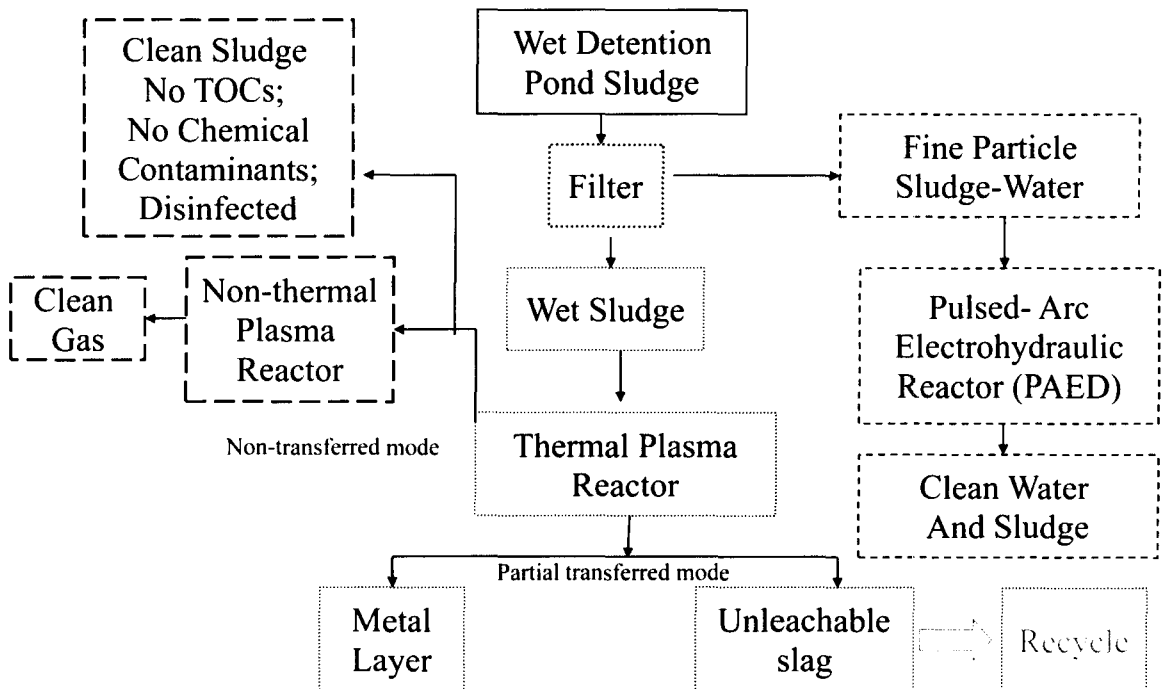 Clean Sludge
No TOCs;
No Chemical
Contaminants;
Disinfected
Wet Detention
Pond Sludge
Filter
Fine Particle
Sludge-Water
Clean
Gas
Non-thermal
Plasma
Reactor
Wet Sludge
Pulsed- Arc
Electrohydraulic
Reactor (PAED)
Non-transferred mode
Thermal Plasma
Reactor
Clean Water
And Sludge
Partial transferred mode
Metal
Layer
Unleachable
slag
Recycle